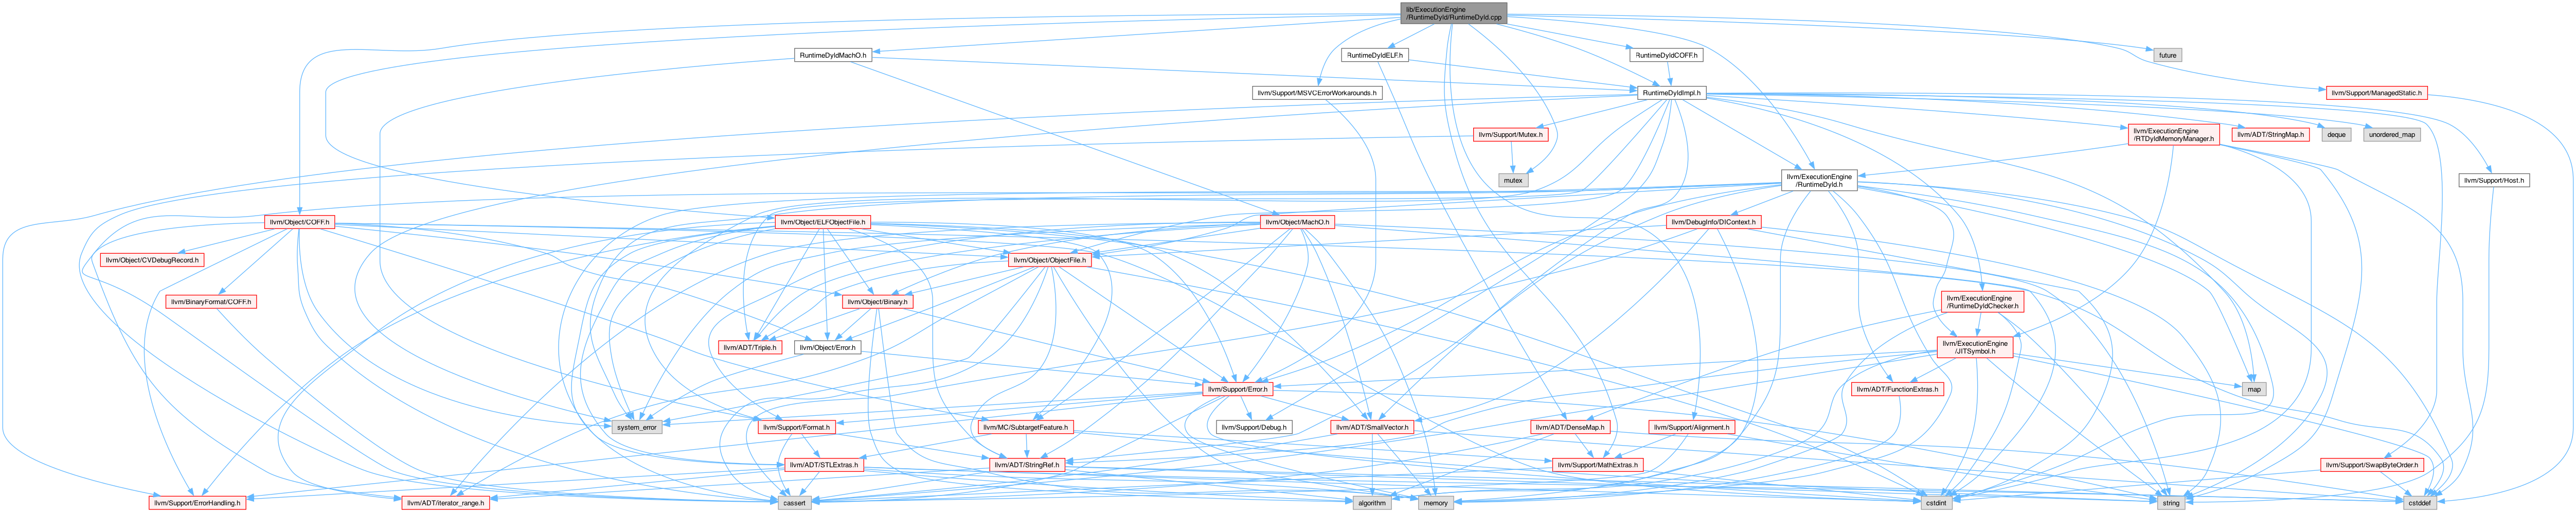 lib/ExecutionEngine
/RuntimeDyld/RuntimeDyld.cpp
RuntimeDyldMachO.h
RuntimeDyldELF.h
RuntimeDyldCOFF.h
future
llvm/Support/MSVCErrorWorkarounds.h
RuntimeDyldImpl.h
llvm/Support/ManagedStatic.h
llvm/Support/Mutex.h
llvm/ExecutionEngine
/RTDyldMemoryManager.h
llvm/ADT/StringMap.h
deque
unordered_map
mutex
llvm/ExecutionEngine
/RuntimeDyld.h
llvm/Support/Host.h
llvm/Object/COFF.h
llvm/Object/ELFObjectFile.h
llvm/Object/MachO.h
llvm/DebugInfo/DIContext.h
llvm/Object/CVDebugRecord.h
llvm/Object/ObjectFile.h
llvm/BinaryFormat/COFF.h
llvm/Object/Binary.h
llvm/ExecutionEngine
/RuntimeDyldChecker.h
llvm/ADT/Triple.h
llvm/Object/Error.h
llvm/ExecutionEngine
/JITSymbol.h
llvm/Support/Error.h
llvm/ADT/FunctionExtras.h
map
system_error
llvm/Support/Format.h
llvm/MC/SubtargetFeature.h
llvm/Support/Debug.h
llvm/ADT/SmallVector.h
llvm/ADT/DenseMap.h
llvm/Support/Alignment.h
llvm/ADT/STLExtras.h
llvm/ADT/StringRef.h
llvm/Support/MathExtras.h
llvm/Support/SwapByteOrder.h
llvm/Support/ErrorHandling.h
llvm/ADT/iterator_range.h
cassert
algorithm
memory
cstdint
string
cstddef